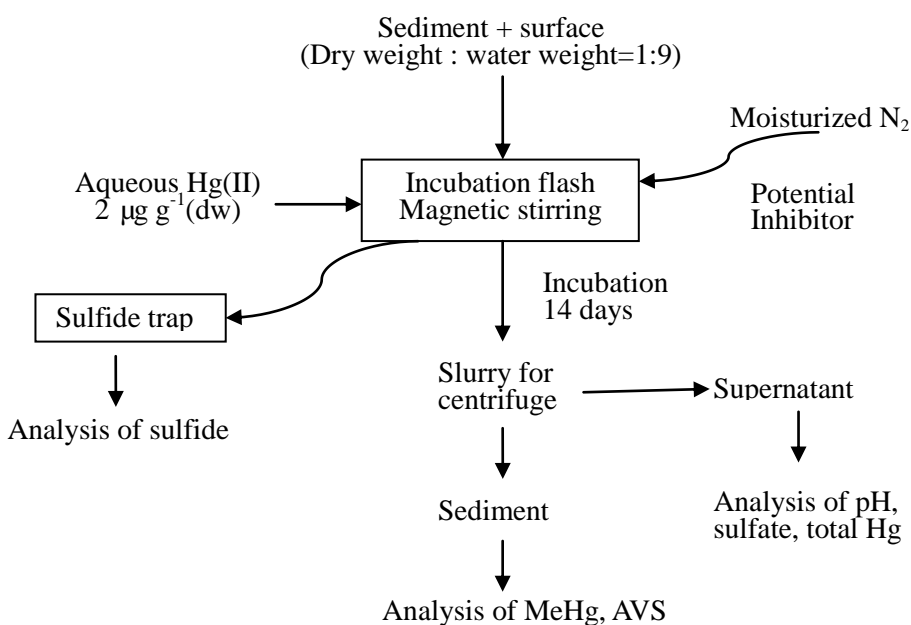 Sediment + surface
(Dry weight : water weight=1:9)
Moisturized N₂
Aqueous Hg(II)
2 μg g⁻¹(dw)
Incubation flash
Magnetic stirring
Potential
Inhibitor
Incubation
14 days
Sulfide trap
Slurry for
centrifuge
Supernatant
Analysis of sulfide
Sediment
Analysis of pH,
sulfate, total Hg
Analysis of MeHg, AVS